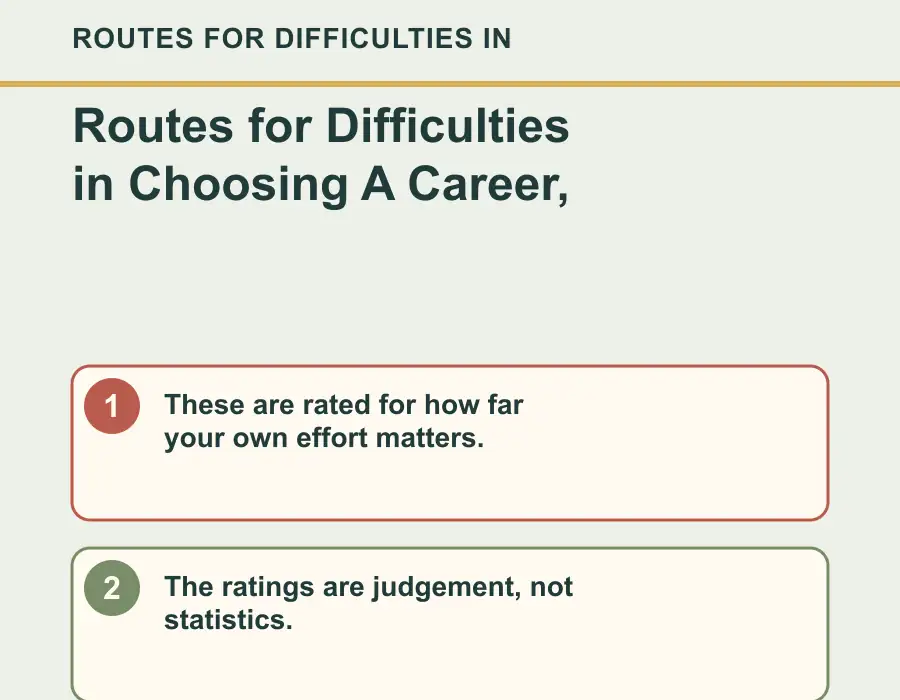 ROUTES FOR DIFFICULTIES IN
Routes for Difficulties
in Choosing A Career,
1
These are rated for how far
your own effort matters.
2
The ratings are judgement, not
statistics.